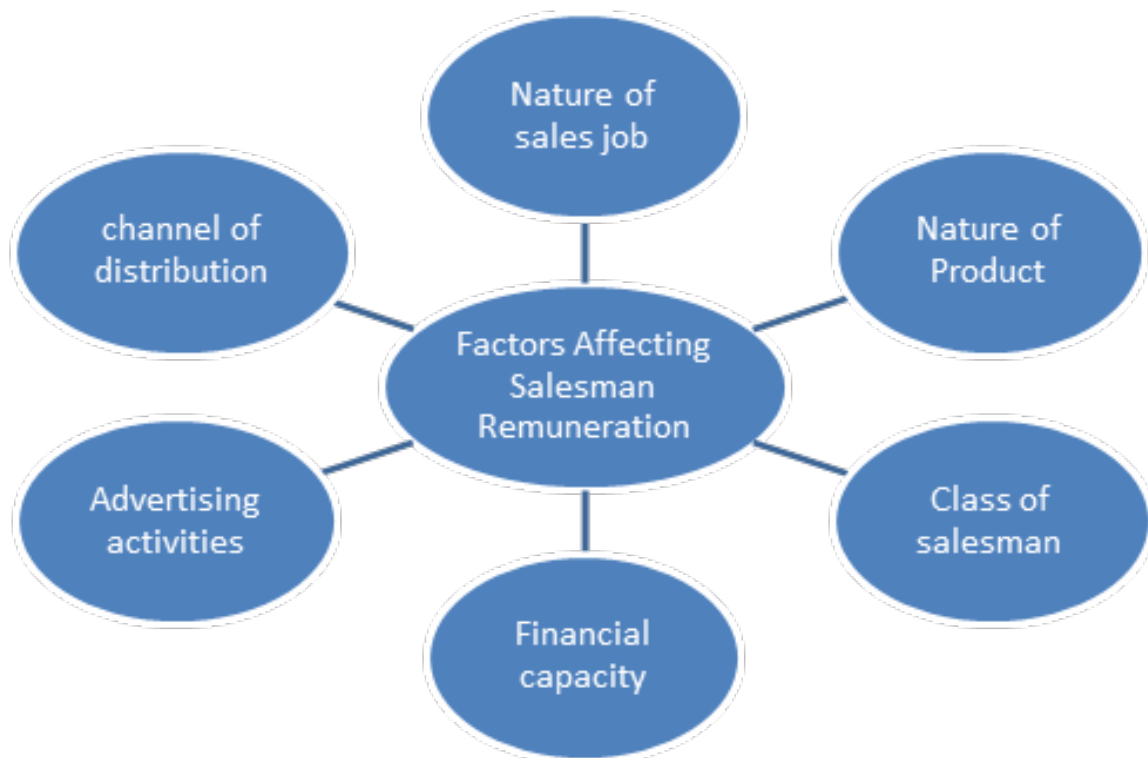 Nature of
sales job
channel of
distribution
Nature of
Product
Factors Affecting
Salesman
Remuneration
Advertising
activities
Class of
salesman
Financial
capacity